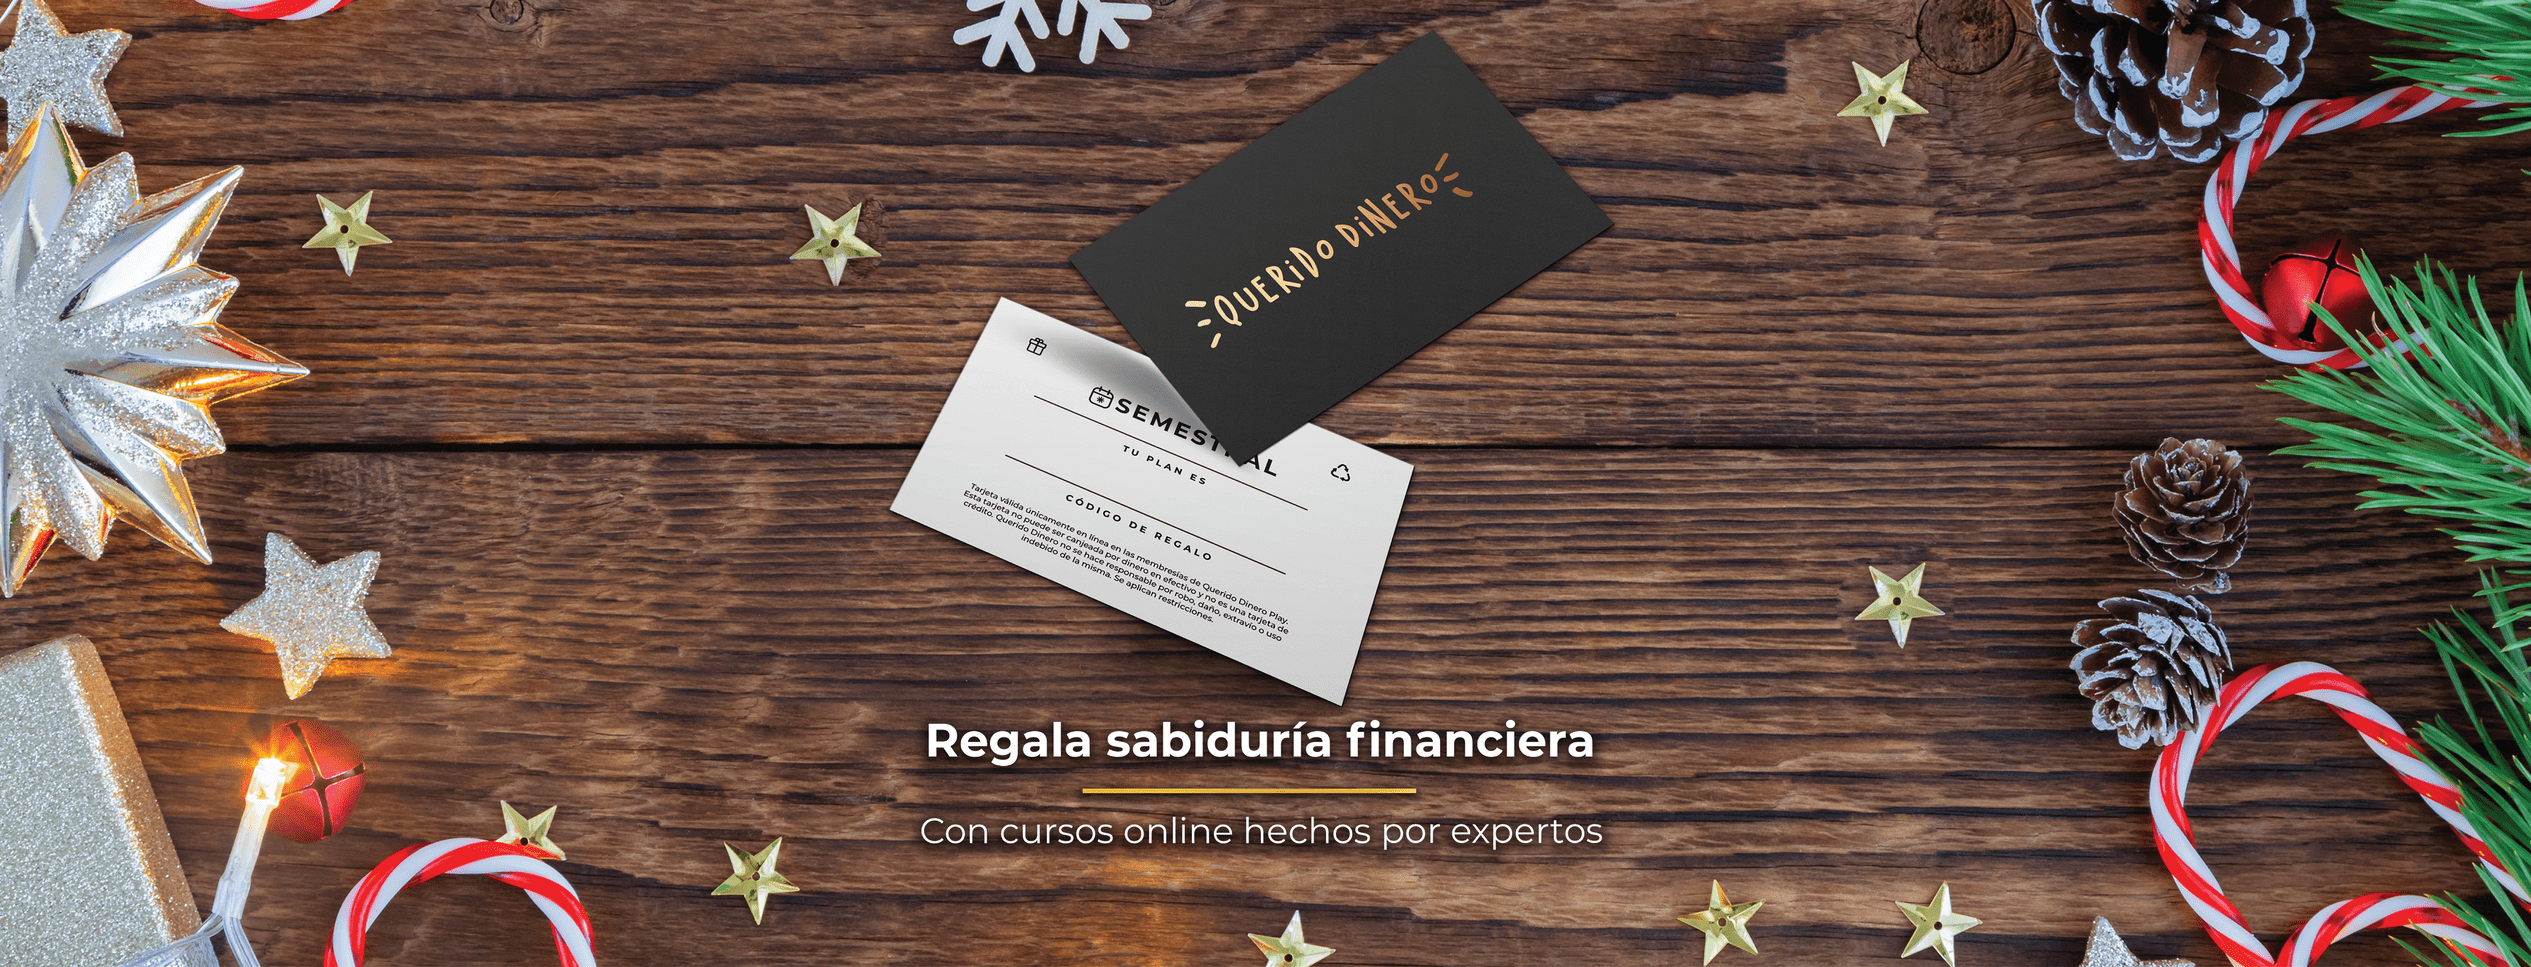 QUERiDO DiNERO
SEMESTRAL
TU PLAN ES
CÓDIGO DE REGALO
Tarjeta válida únicamente en línea en las membresías de Querido Dinero Play.
Esta tarjeta no puede ser canjeada por dinero en efectivo y no es una tarjeta de
crédito. Querido Dinero no se hace responsable por robo, daño, extravío o uso
indebido de la misma. Se aplican restricciones.
Regala sabiduría financiera
Con cursos online hechos por expertos